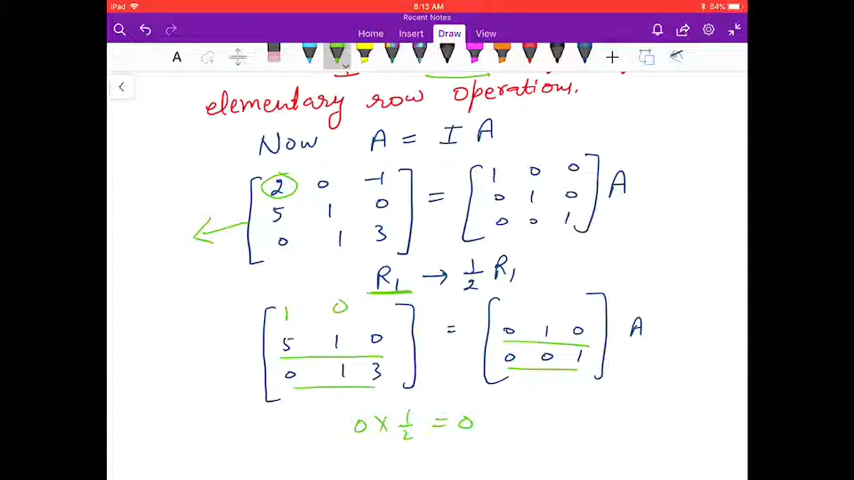 iPad 8:13 AM 84%
Recent Notes
Home Insert Draw View
A
elementary row operations.
Now A = I A
[2 0 -1] = [1 0 0] A
[5 1 0] [0 1 0]
[0 1 3] [0 0 1]
R₁ → 1/2 R₁
[1 0
5 1 0] = [0 1 0] A
0 1 3] [0 0 1]
0 × 1/2 = 0